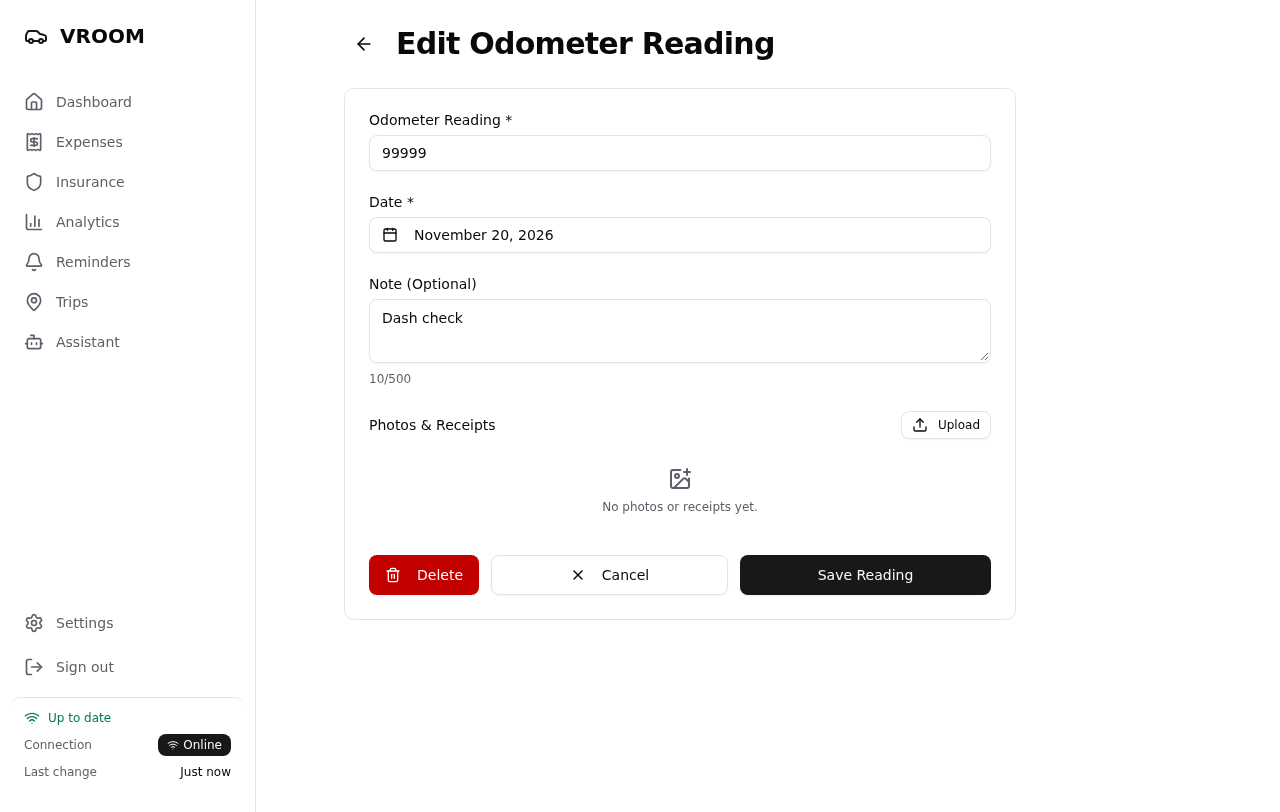 VROOM
Dashboard
Expenses
Insurance
Analytics
Reminders
Trips
Assistant
Settings
Sign out
Up to date
Connection Online
Last change Just now
Edit Odometer Reading
Odometer Reading *
99999
Date *
November 20, 2026
Note (Optional)
Dash check
10/500
Photos & Receipts Upload
No photos or receipts yet.
Delete Cancel Save Reading